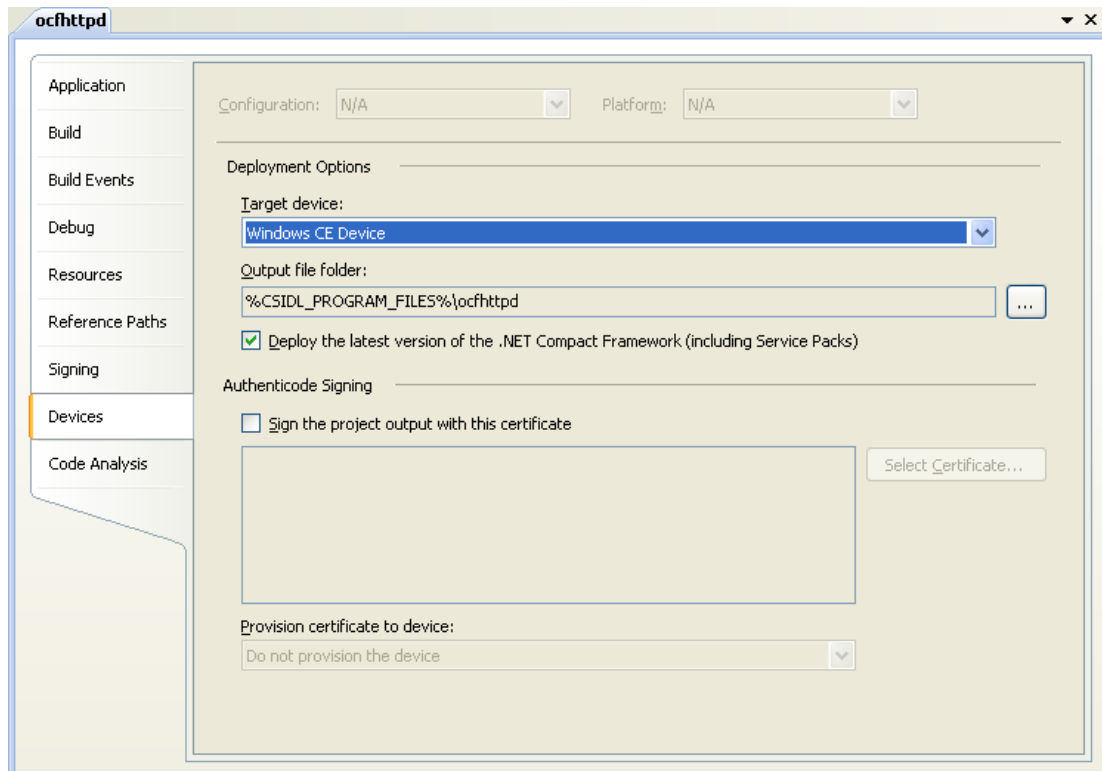 ocfhttpd
Application
Build
Build Events
Debug
Resources
Reference Paths
Signing
Devices
Code Analysis
Configuration: N/A Platform: N/A
Deployment Options
Target device:
Windows CE Device
Output file folder:
%CSIDL_PROGRAM_FILES%\ocfhttpd
...
Deploy the latest version of the .NET Compact Framework (including Service Packs)
Authenticode Signing
Sign the project output with this certificate
Select Certificate...
Provision certificate to device:
Do not provision the device